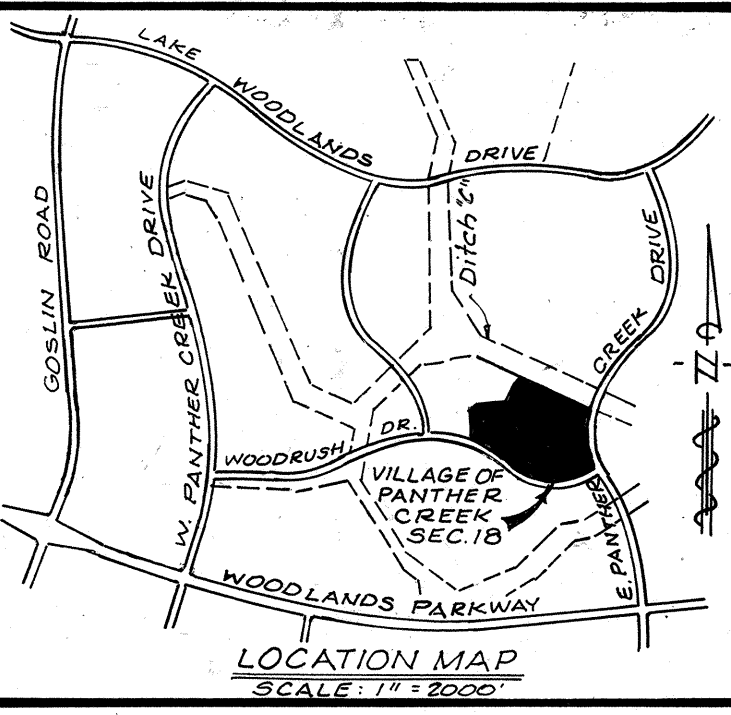 LAKE WOODLANDS DRIVE
GOSLIN ROAD
W. PANTHER CREEK DRIVE
Ditch "C"
E. PANTHER CREEK DRIVE
N
WOODRUSH DR.
VILLAGE OF
PANTHER
CREEK
SEC. 18
WOODLANDS PARKWAY
LOCATION MAP
SCALE: 1" = 2000'